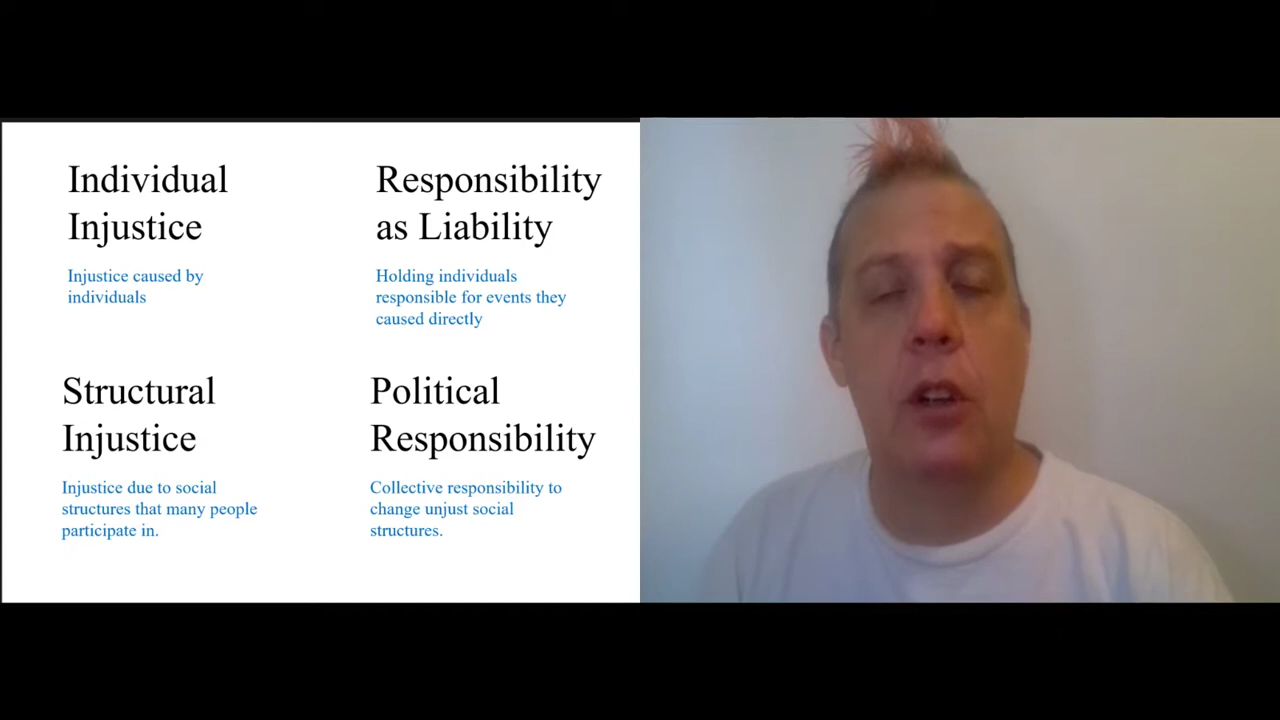 Individual
Injustice
Injustice caused by
individuals
Responsibility
as Liability
Holding individuals
responsible for events they
caused directly
Structural
Injustice
Injustice due to social
structures that many people
participate in.
Political
Responsibility
Collective responsibility to
change unjust social
structures.